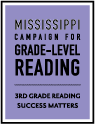 MISSISSIPPI
CAMPAIGN FOR
GRADE-LEVEL
READING
3RD GRADE READING
SUCCESS MATTERS